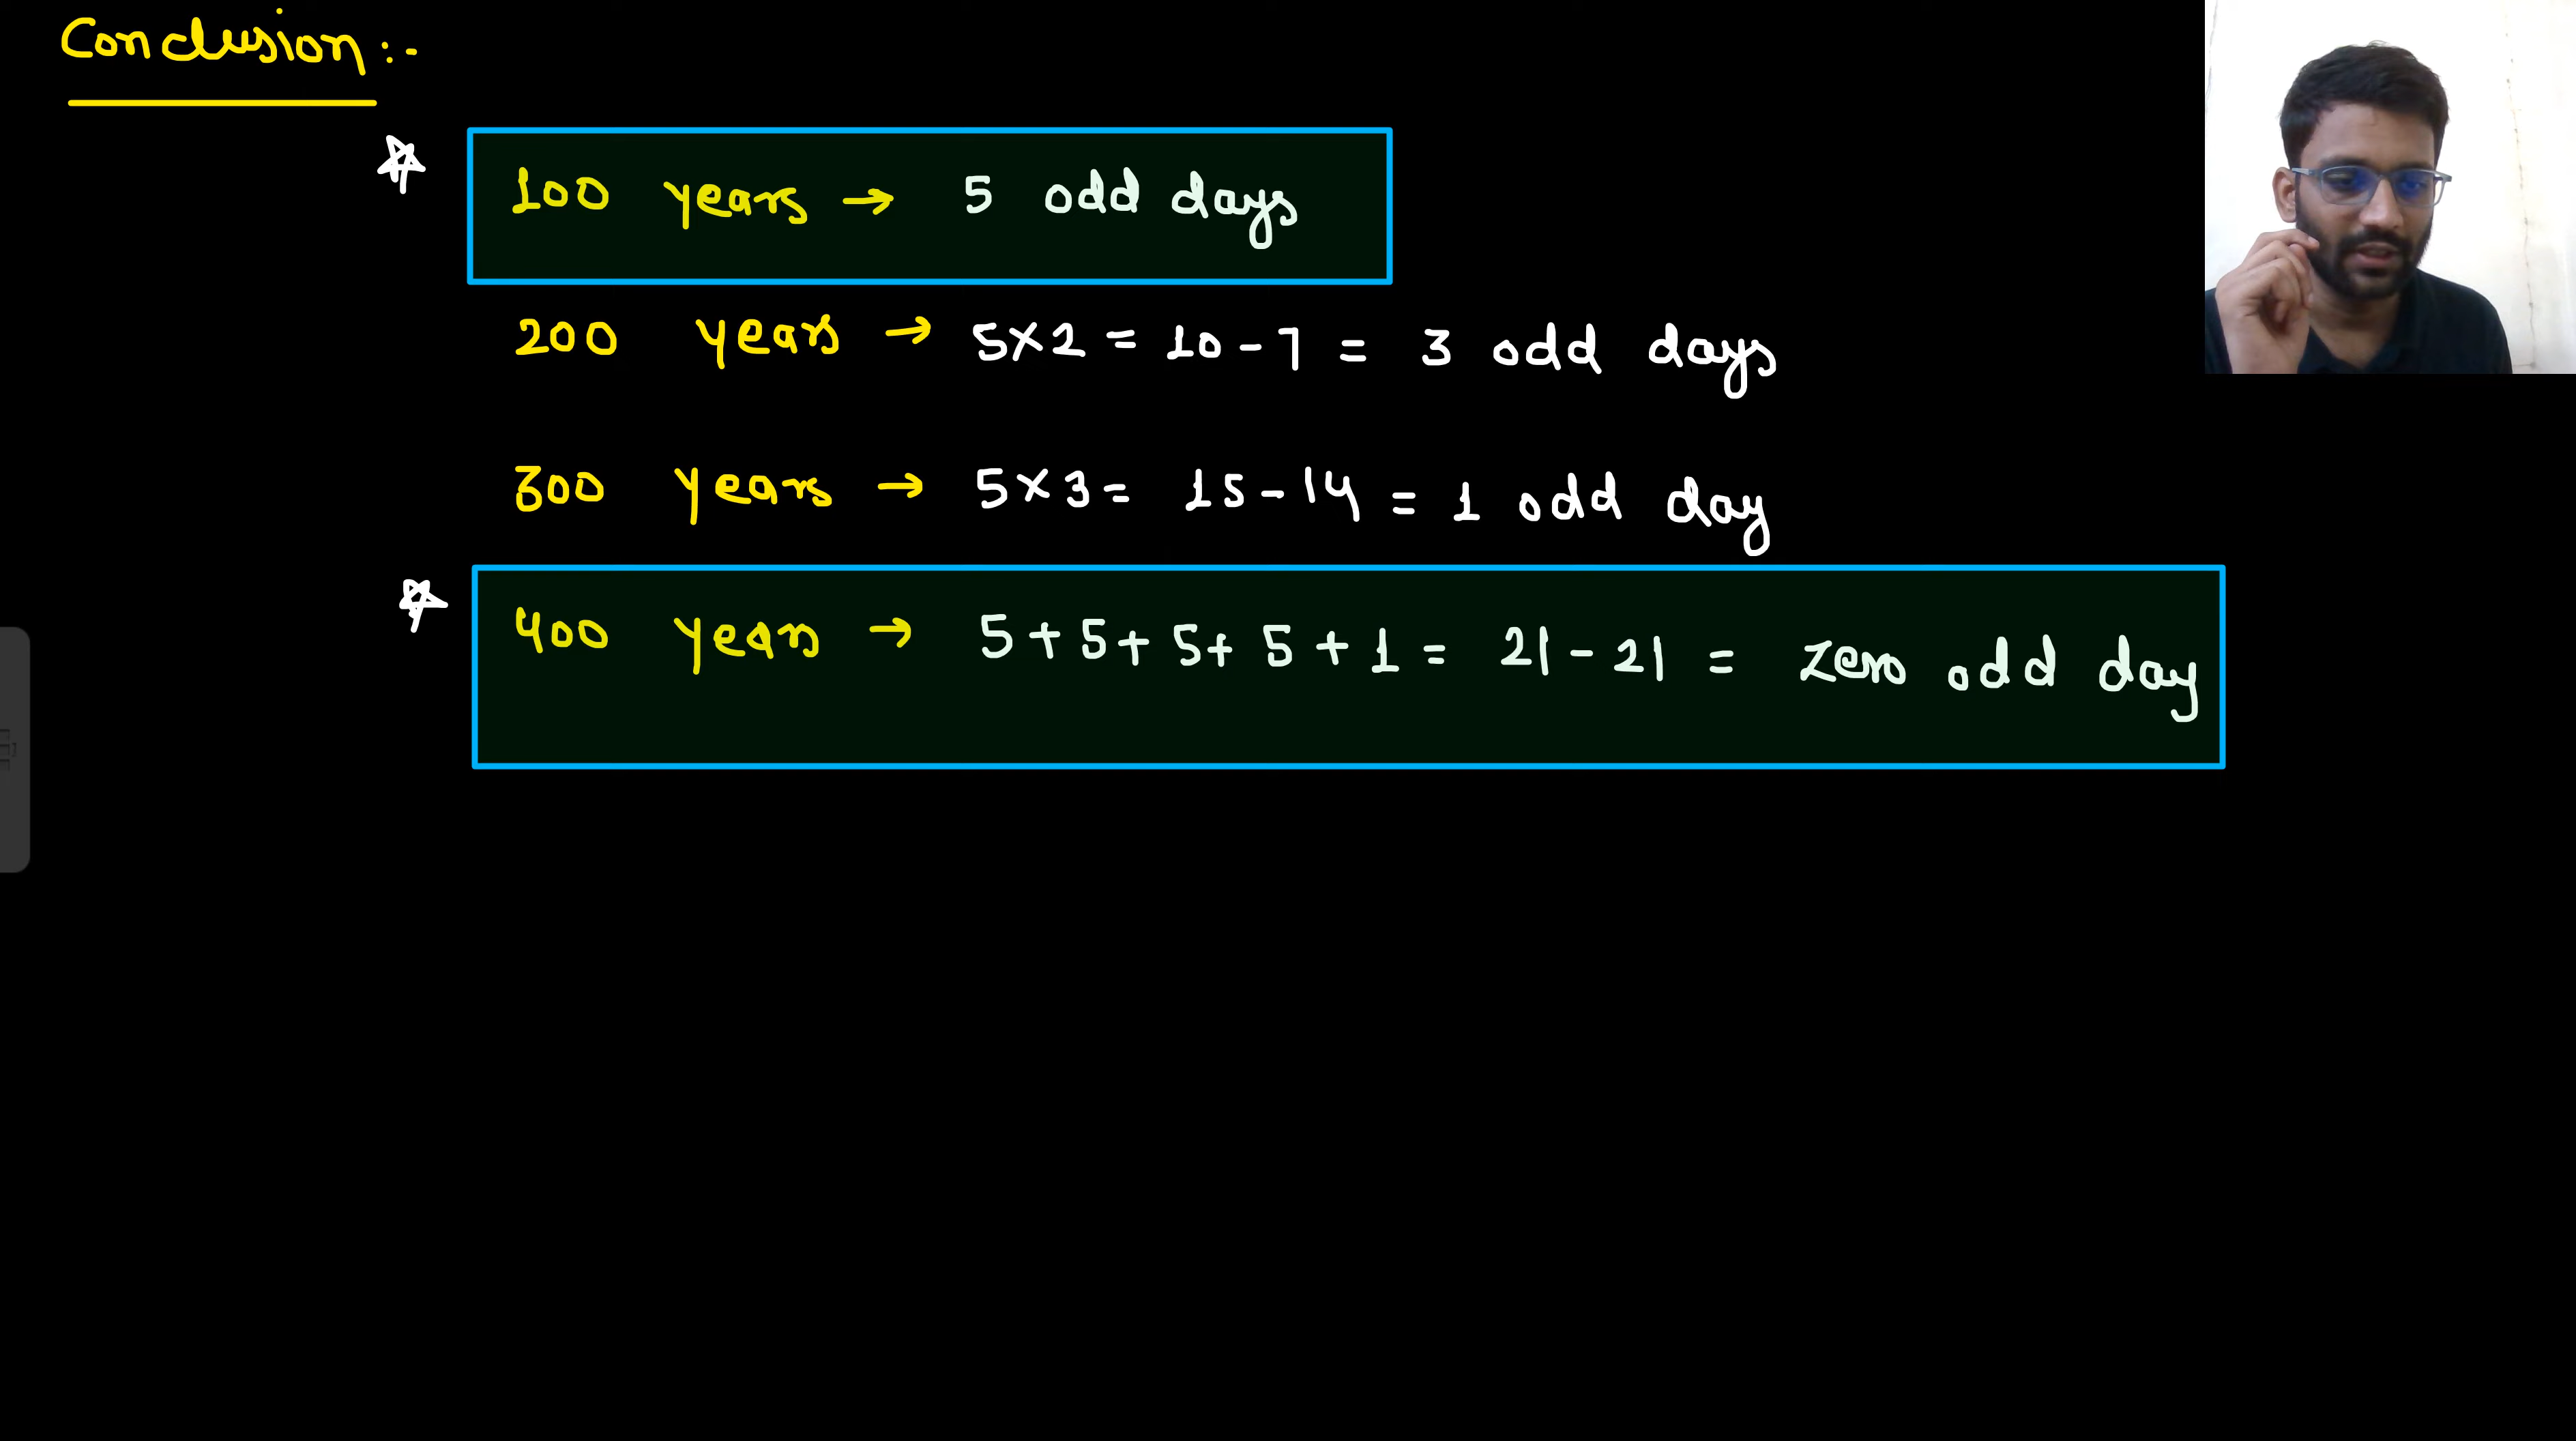 Conclusion :-
100 years → 5 odd days
200 years → 5×2 = 10 - 7 = 3 odd days
300 years → 5×3 = 15 - 14 = 1 odd day
400 years → 5 + 5 + 5 + 5 + 1 = 21 - 21 = zero odd day